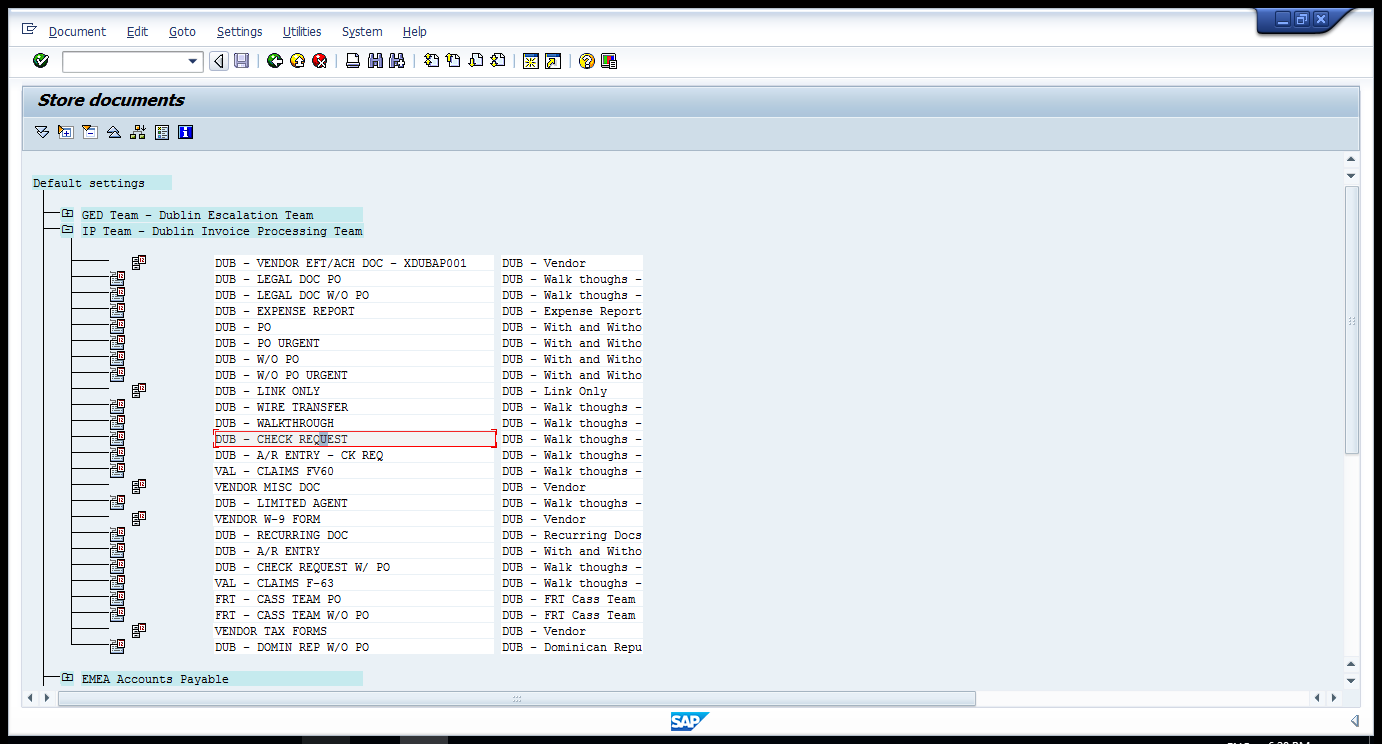 Document Edit Goto Settings Utilities System Help
Store documents
Default settings
GED Team - Dublin Escalation Team
IP Team - Dublin Invoice Processing Team
DUB - VENDOR EFT/ACH DOC - XDUBAP001 DUB - Vendor
DUB - LEGAL DOC PO DUB - Walk thoughs -
DUB - LEGAL DOC W/O PO DUB - Walk thoughs -
DUB - EXPENSE REPORT DUB - Expense Report
DUB - PO DUB - With and Witho
DUB - PO URGENT DUB - With and Witho
DUB - W/O PO DUB - With and Witho
DUB - W/O PO URGENT DUB - With and Witho
DUB - LINK ONLY DUB - Link Only
DUB - WIRE TRANSFER DUB - Walk thoughs -
DUB - WALKTHROUGH DUB - Walk thoughs -
DUB - CHECK REQUEST DUB - Walk thoughs -
DUB - A/R ENTRY - CK REQ DUB - Walk thoughs -
VAL - CLAIMS FV60 DUB - Walk thoughs -
VENDOR MISC DOC DUB - Vendor
DUB - LIMITED AGENT DUB - Walk thoughs -
VENDOR W-9 FORM DUB - Vendor
DUB - RECURRING DOC DUB - Recurring Docs
DUB - A/R ENTRY DUB - With and Witho
DUB - CHECK REQUEST W/ PO DUB - Walk thoughs -
VAL - CLAIMS F-63 DUB - Walk thoughs -
FRT - CASS TEAM PO DUB - FRT Cass Team
FRT - CASS TEAM W/O PO DUB - FRT Cass Team
VENDOR TAX FORMS DUB - Vendor
DUB - DOMIN REP W/O PO DUB - Dominican Repu
EMEA Accounts Payable
SAP